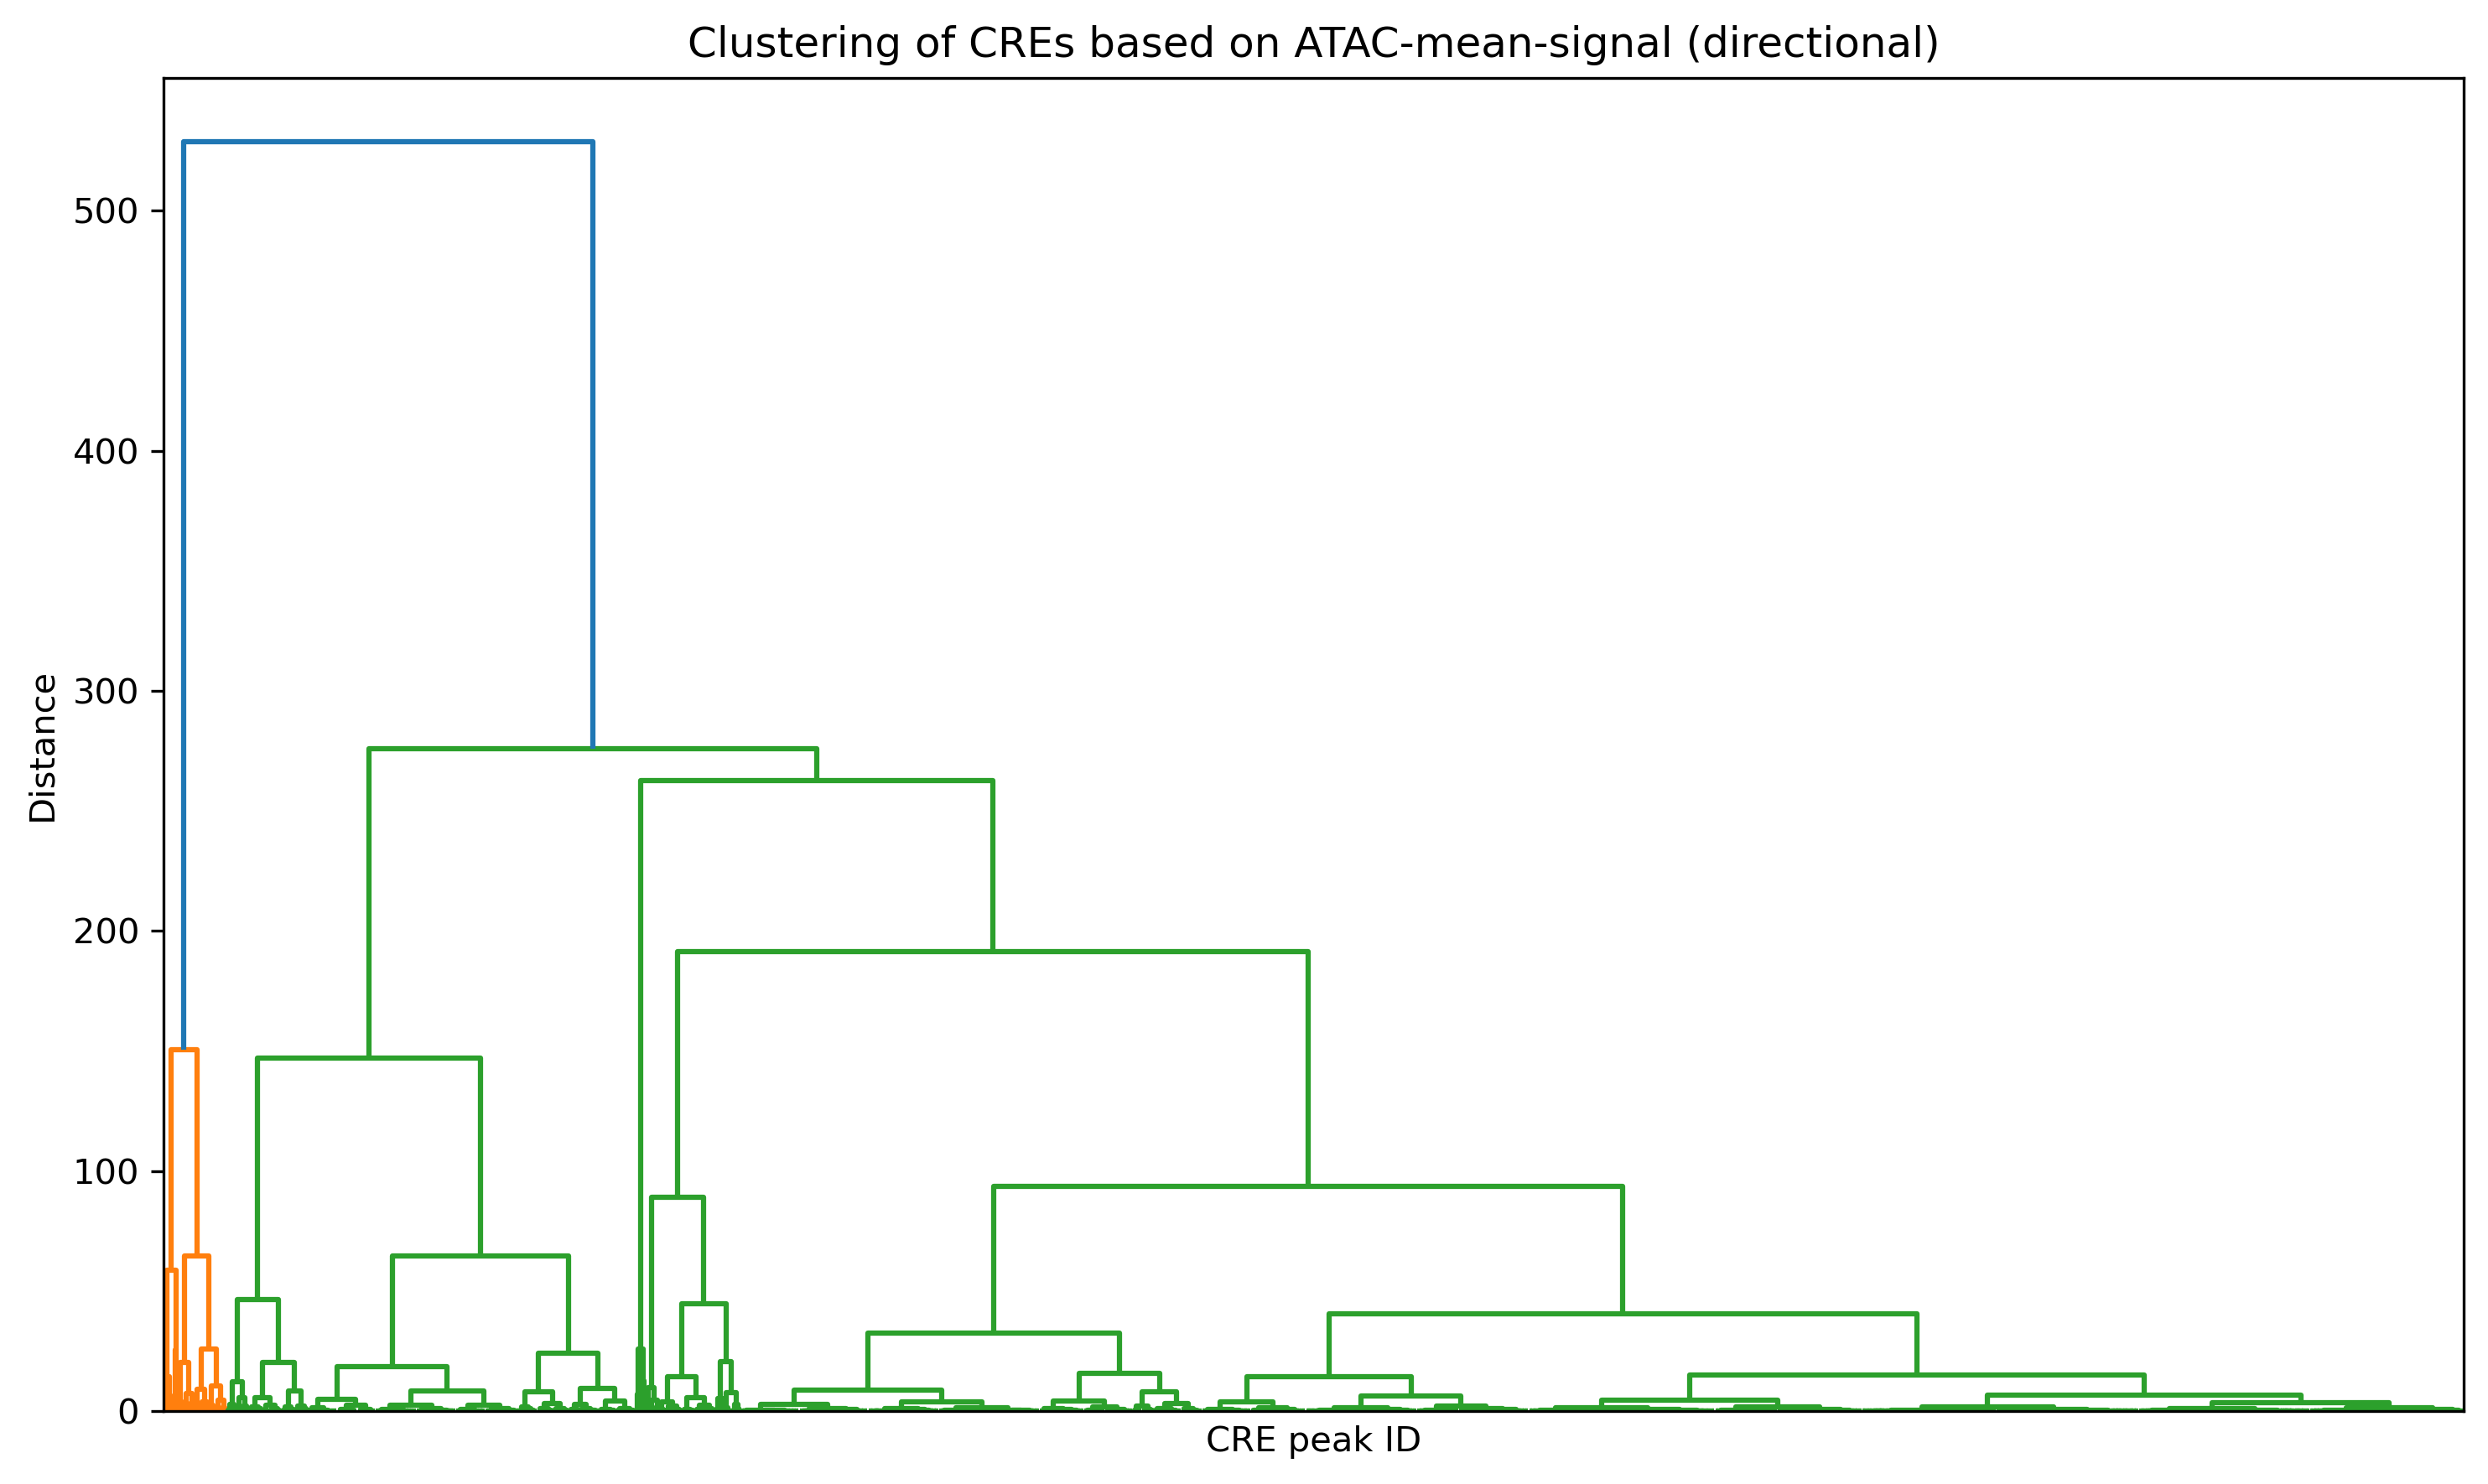 Clustering of CREs based on ATAC-mean-signal (directional)
500
400
300
200
100
0
Distance
CRE peak ID